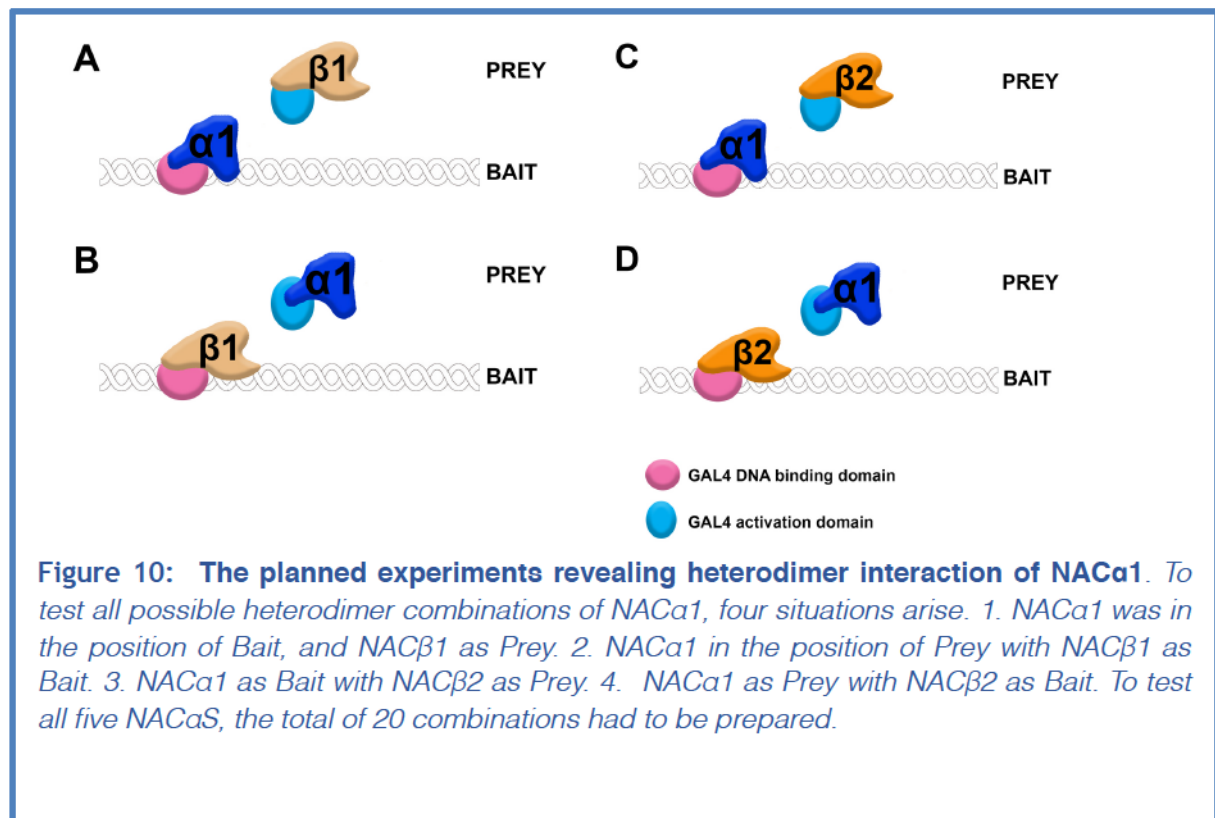 A
β1
PREY
α1
BAIT
B
α1
PREY
β1
BAIT
C
β2
PREY
α1
BAIT
D
α1
PREY
β2
BAIT
GAL4 DNA binding domain
GAL4 activation domain
Figure 10: The planned experiments revealing heterodimer interaction of NACα1. To
test all possible heterodimer combinations of NACα1, four situations arise. 1. NACα1 was in
the position of Bait, and NACβ1 as Prey. 2. NACα1 in the position of Prey with NACβ1 as
Bait. 3. NACα1 as Bait with NACβ2 as Prey. 4. NACα1 as Prey with NACβ2 as Bait. To test
all five NACαS, the total of 20 combinations had to be prepared.